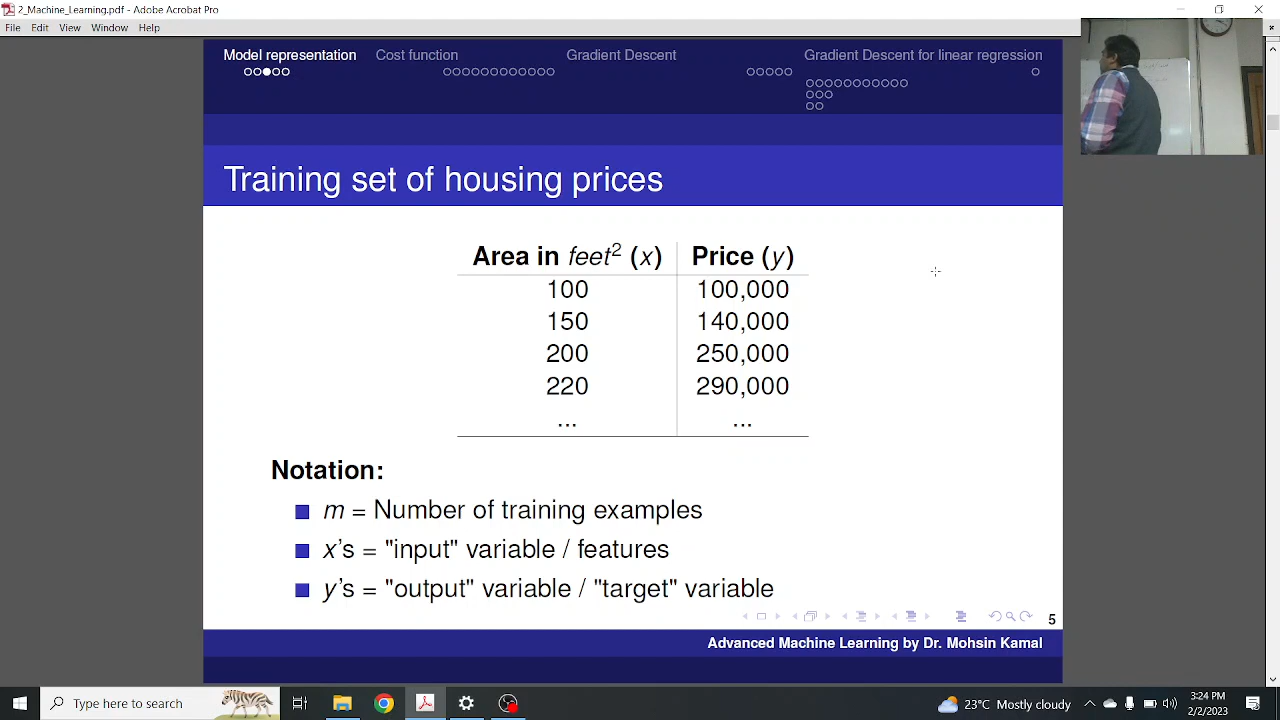 2_Machine_Learning.pdf - Adobe Acrobat Pro
File Edit View Window Help
Model representation Cost function Gradient Descent Gradient Descent for linear regression
Training set of housing prices
Area in feet² (x) Price (y)
100 100,000
150 140,000
200 250,000
220 290,000
... ...
Notation:
m = Number of training examples
x's = "input" variable / features
y's = "output" variable / "target" variable
5
Advanced Machine Learning by Dr. Mohsin Kamal
Type here to search
23°C Mostly cloudy
3:24 PM
2/2/2023